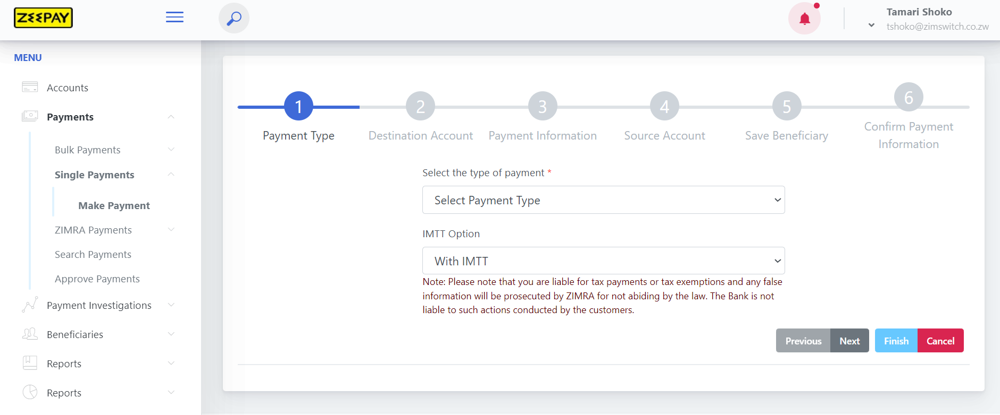 ZEEPAY
Tamari Shoko
tshoko@zimswitch.co.zw
MENU
Accounts
Payments
Bulk Payments
Single Payments
Make Payment
ZIMRA Payments
Search Payments
Approve Payments
Payment Investigations
Beneficiaries
Reports
Reports
1
Payment Type
2
Destination Account
3
Payment Information
4
Source Account
5
Save Beneficiary
6
Confirm Payment
Information
Select the type of payment *
Select Payment Type
IMTT Option
With IMTT
Note: Please note that you are liable for tax payments or tax exemptions and any false
information will be prosecuted by ZIMRA for not abiding by the law. The Bank is not
liable to such actions conducted by the customers.
Previous Next Finish Cancel